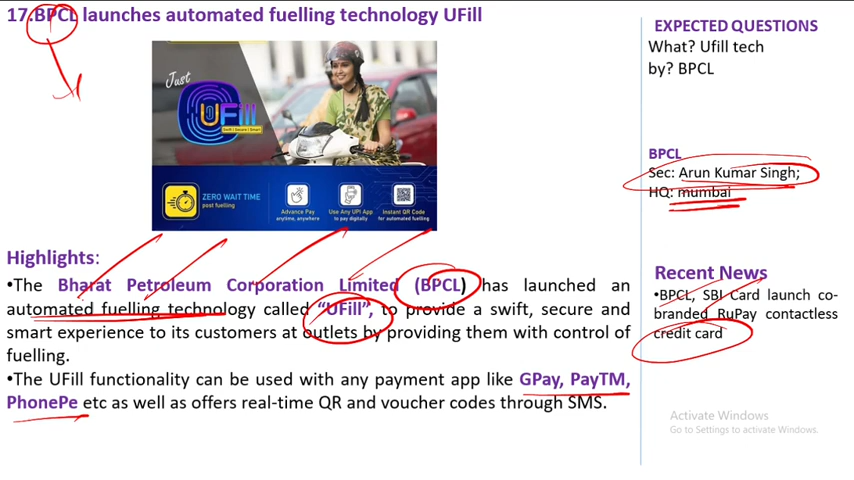 17.BPCL launches automated fuelling technology UFill
Just
UFill
Swift | Secure | Smart
ZERO WAIT TIME
post fuelling
Advance Pay
anytime, anywhere
Use Any UPI App
to pay digitally
Instant QR Code
for automated fuelling
Highlights:
•The Bharat Petroleum Corporation Limited (BPCL) has launched an
automated fuelling technology called “UFill”, to provide a swift, secure and
smart experience to its customers at outlets by providing them with control of
fuelling.
•The UFill functionality can be used with any payment app like GPay, PayTM,
PhonePe etc as well as offers real-time QR and voucher codes through SMS.
EXPECTED QUESTIONS
What? Ufill tech
by? BPCL
BPCL
Sec: Arun Kumar Singh;
HQ: mumbai
Recent News
•BPCL, SBI Card launch co-
branded RuPay contactless
credit card
Activate Windows
Go to Settings to activate Windows.